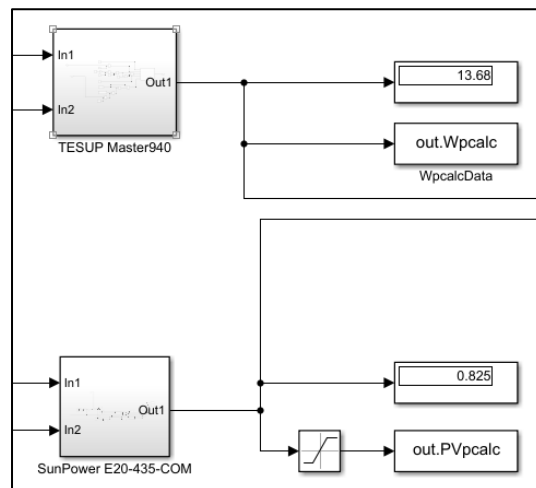 In1
In2
Out1
TESUP Master940
13.68
out.Wpcalc
WpcalcData
In1
In2
Out1
SunPower E20-435-COM
0.825
out.PVpcalc